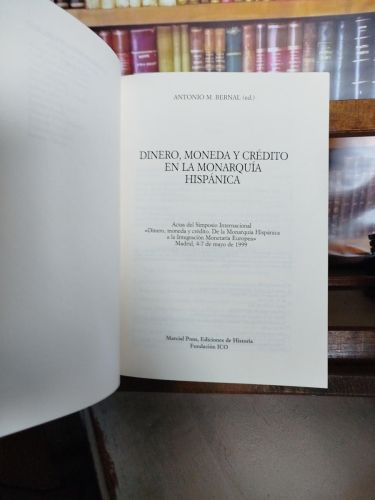 ANTONIO M. BERNAL (ed.)
DINERO, MONEDA Y CRÉDITO
EN LA MONARQUÍA
HISPÁNICA
Actas del Simposio Internacional
«Dinero, moneda y crédito. De la Monarquía Hispánica
a la Integración Monetaria Europea»
Madrid, 4-7 de mayo de 1999
Marcial Pons, Ediciones de Historia
Fundación ICO